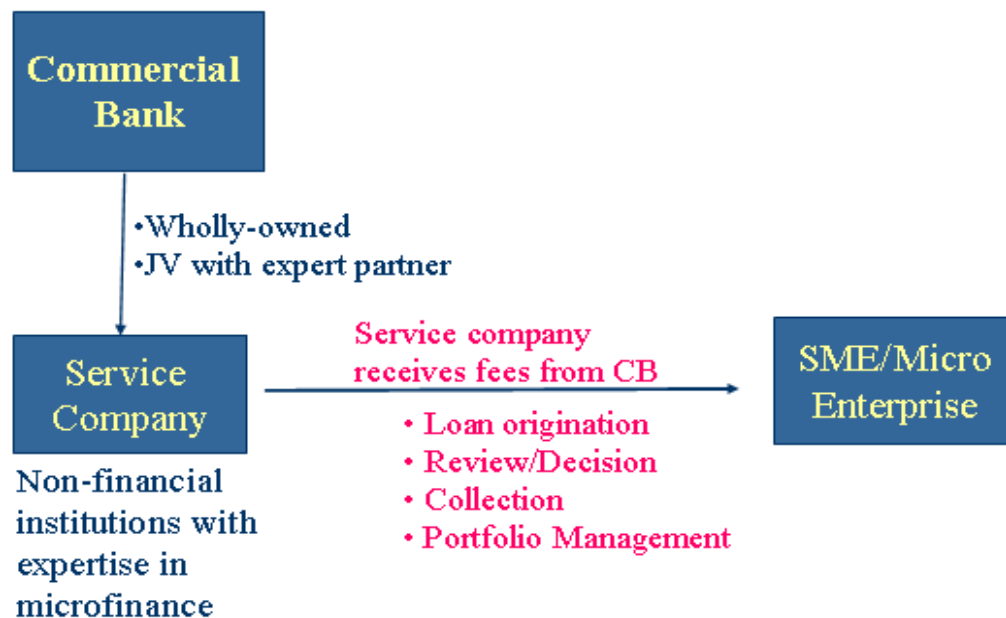 Commercial
Bank
•Wholly-owned
•JV with expert partner
Service
Company
Non-financial
institutions with
expertise in
microfinance
Service company
receives fees from CB
• Loan origination
• Review/Decision
• Collection
• Portfolio Management
SME/Micro
Enterprise